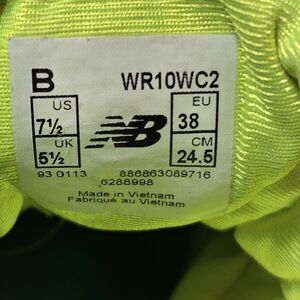 B WR10WC2
US EU
7½ NB 38
UK CM
5½ 24.5
93 0113 886863089716
6288998
Made in Vietnam
Fabriqué au Vietnam